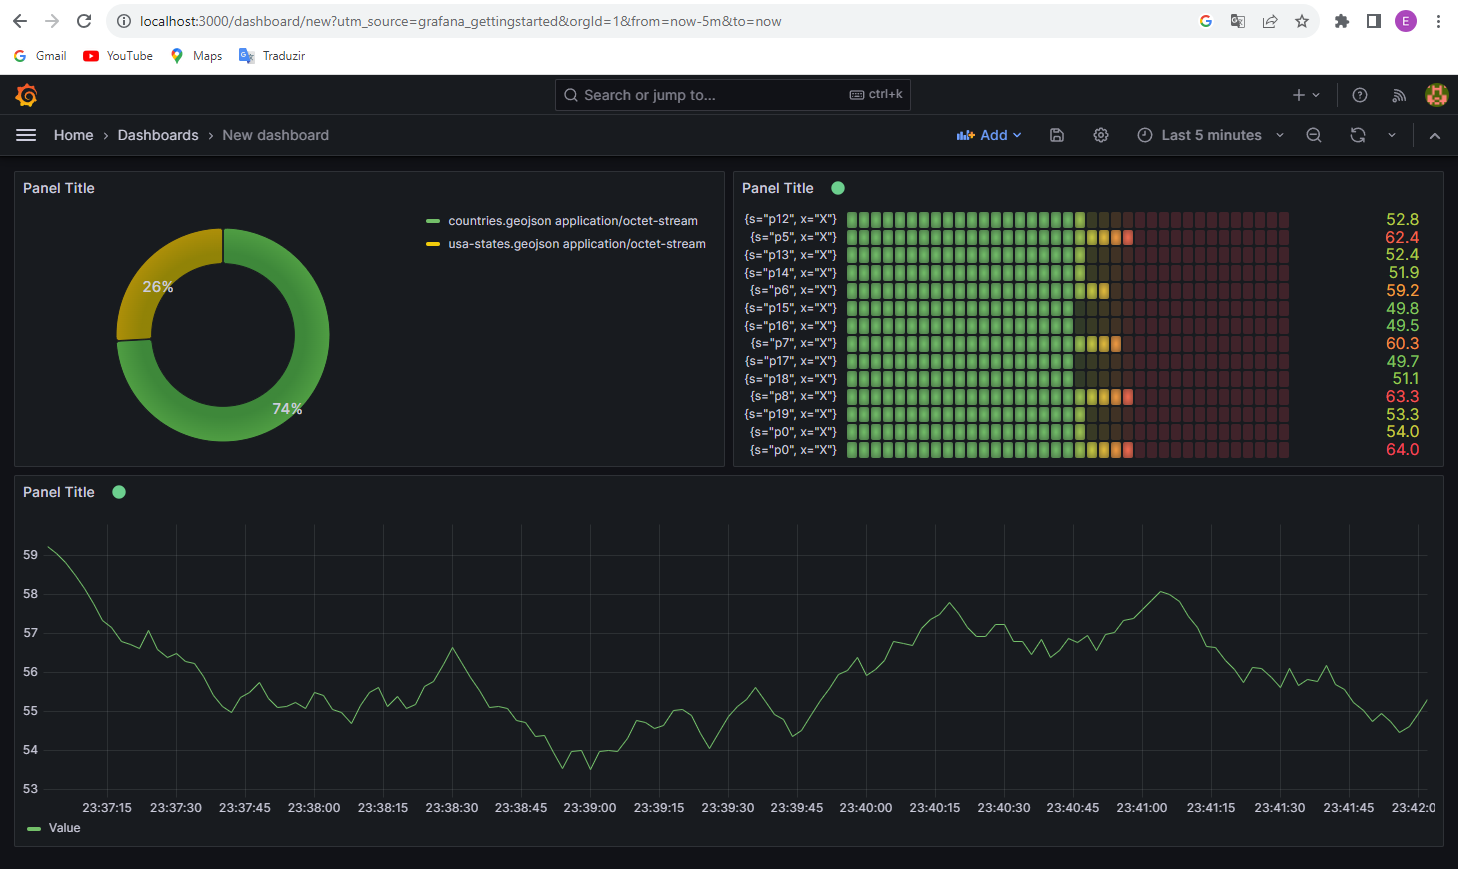 localhost:3000/dashboard/new?utm_source=grafana_gettingstarted&orgId=1&from=now-5m&to=now
E
Gmail YouTube Maps Traduzir
Search or jump to... ctrl+k
Home › Dashboards › New dashboard
Add Last 5 minutes
Panel Title
countries.geojson application/octet-stream
usa-states.geojson application/octet-stream
26%
74%
Panel Title
{s="p12", x="X"} 52.8
{s="p5", x="X"} 62.4
{s="p13", x="X"} 52.4
{s="p14", x="X"} 51.9
{s="p6", x="X"} 59.2
{s="p15", x="X"} 49.8
{s="p16", x="X"} 49.5
{s="p7", x="X"} 60.3
{s="p17", x="X"} 49.7
{s="p18", x="X"} 51.1
{s="p8", x="X"} 63.3
{s="p19", x="X"} 53.3
{s="p0", x="X"} 54.0
{s="p0", x="X"} 64.0
Panel Title
59
58
57
56
55
54
53
23:37:15 23:37:30 23:37:45 23:38:00 23:38:15 23:38:30 23:38:45 23:39:00 23:39:15 23:39:30 23:39:45 23:40:00 23:40:15 23:40:30 23:40:45 23:41:00 23:41:15 23:41:30 23:41:45 23:42:0
Value